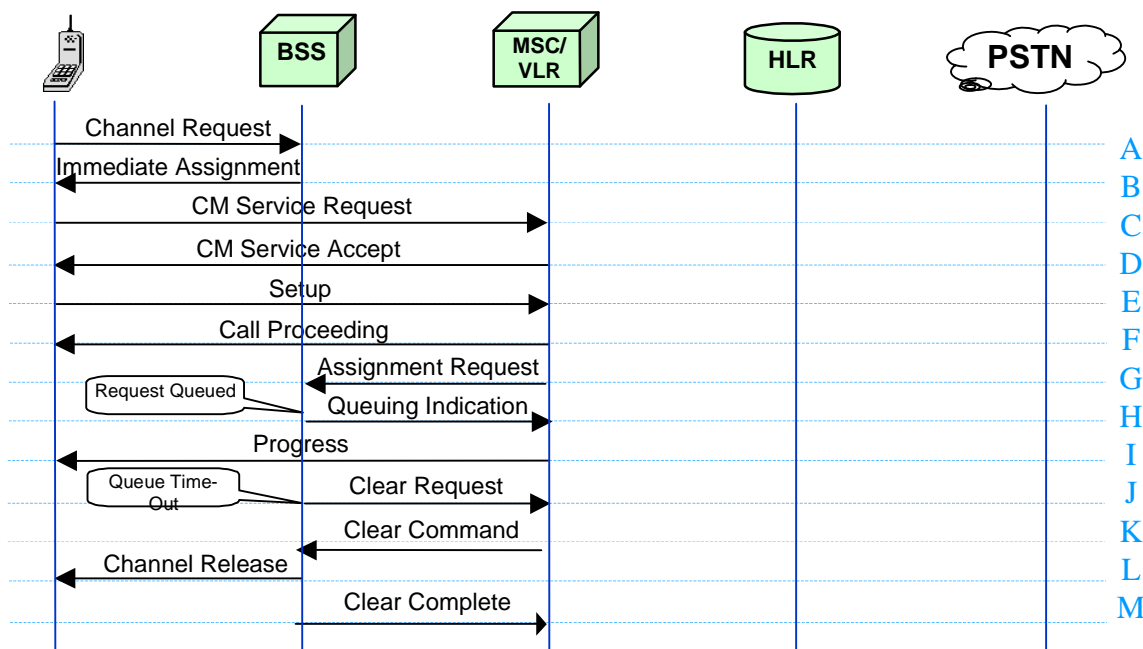 BSS
MSC/
VLR
HLR
PSTN
Channel Request
A
Immediate Assignment
B
CM Service Request
C
CM Service Accept
D
Setup
E
Call Proceeding
F
Assignment Request
G
Request Queued
Queuing Indication
H
Progress
I
Queue Time-
Out
Clear Request
J
Clear Command
K
Channel Release
L
Clear Complete
M